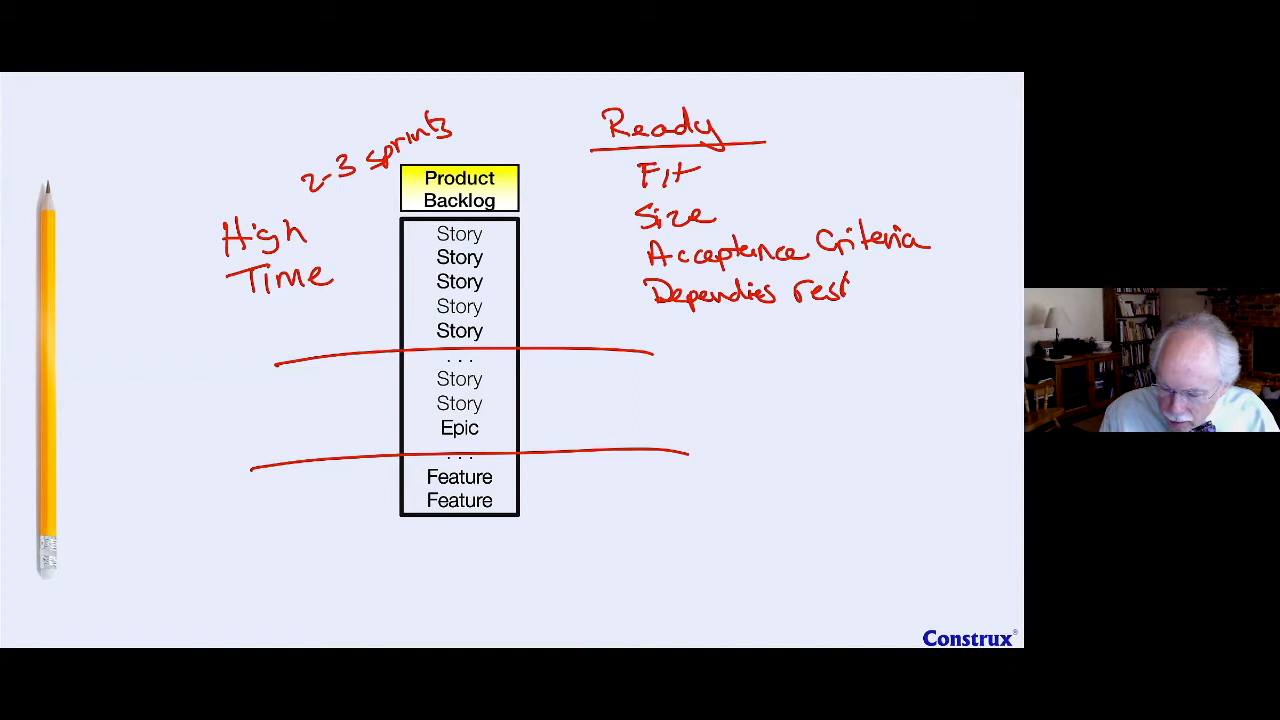 2-3 sprints
Ready
Fit
Size
Acceptance Criteria
Dependies rest
High
Time
Product
Backlog
Story
Story
Story
Story
Story
. . .
Story
Story
Epic
. . .
Feature
Feature
Construx®